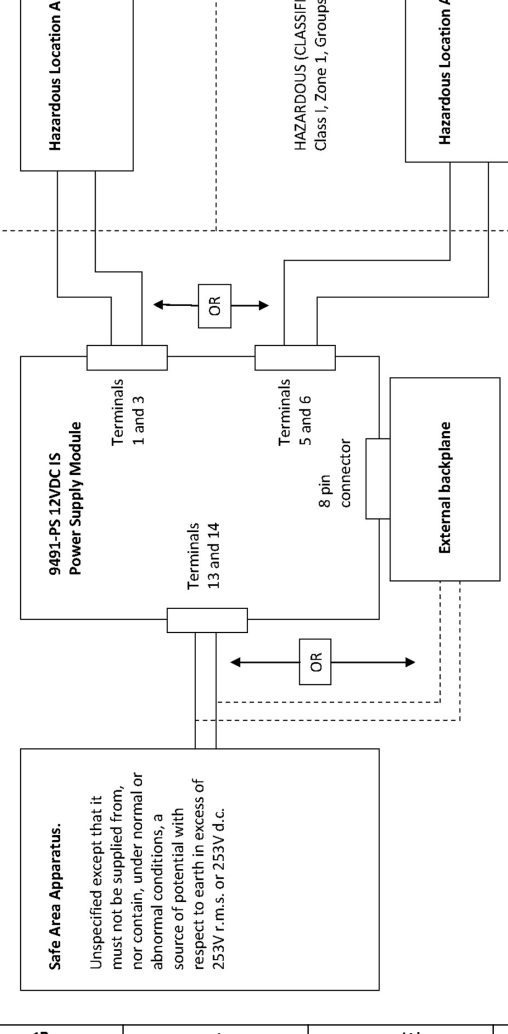 Safe Area Apparatus.
Unspecified except that it
must not be supplied from,
nor contain, under normal or
abnormal conditions, a
source of potential with
respect to earth in excess of
253V r.m.s. or 253V d.c.
OR
9491-PS 12VDC IS
Power Supply Module
Terminals
13 and 14
Terminals
1 and 3
Terminals
5 and 6
8 pin
connector
External backplane
OR
Hazardous Location A
HAZARDOUS (CLASSIFI
Class I, Zone 1, Groups
Hazardous Location A